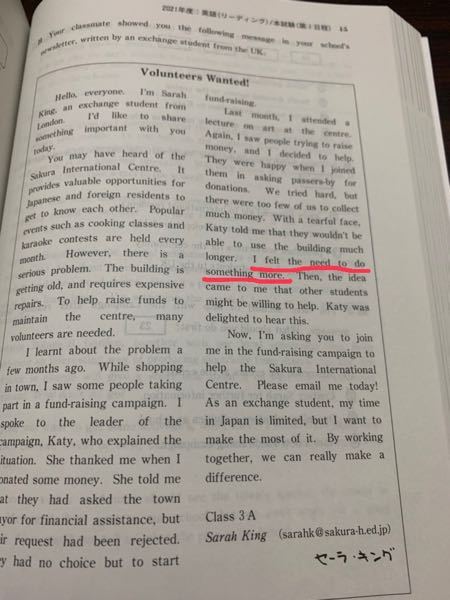 2021年度：英語(リーディング)/本試験(第1日程) 15
B Your classmate showed you the following message in your school's
newsletter, written by an exchange student from the UK.
Volunteers Wanted!
Hello, everyone. I'm Sarah
King, an exchange student from
London. I'd like to share
something important with you
today.
You may have heard of the
Sakura International Centre. It
provides valuable opportunities for
Japanese and foreign residents to
get to know each other. Popular
events such as cooking classes and
karaoke contests are held every
month. However, there is a
serious problem. The building is
getting old, and requires expensive
repairs. To help raise funds to
maintain the centre, many
volunteers are needed.
I learnt about the problem a
few months ago. While shopping
in town, I saw some people taking
part in a fund-raising campaign. I
spoke to the leader of the
campaign, Katy, who explained the
ituation. She thanked me when I
onated some money. She told me
at they had asked the town
yor for financial assistance, but
ir request had been rejected.
y had no choice but to start
fund-raising.
Last month, I attended a
lecture on art at the centre.
Again, I saw people trying to raise
money, and I decided to help.
They were happy when I joined
them in asking passers-by for
donations. We tried hard, but
there were too few of us to collect
much money. With a tearful face,
Katy told me that they wouldn't be
able to use the building much
longer. I felt the need to do
something more. Then, the idea
came to me that other students
might be willing to help. Katy was
delighted to hear this.
Now, I'm asking you to join
me in the fund-raising campaign to
help the Sakura International
Centre. Please email me today!
As an exchange student, my time
in Japan is limited, but I want to
make the most of it. By working
together, we can really make a
difference.
Class 3 A
Sarah King (sarahk@sakura-h.ed.jp)
セーラ・キング